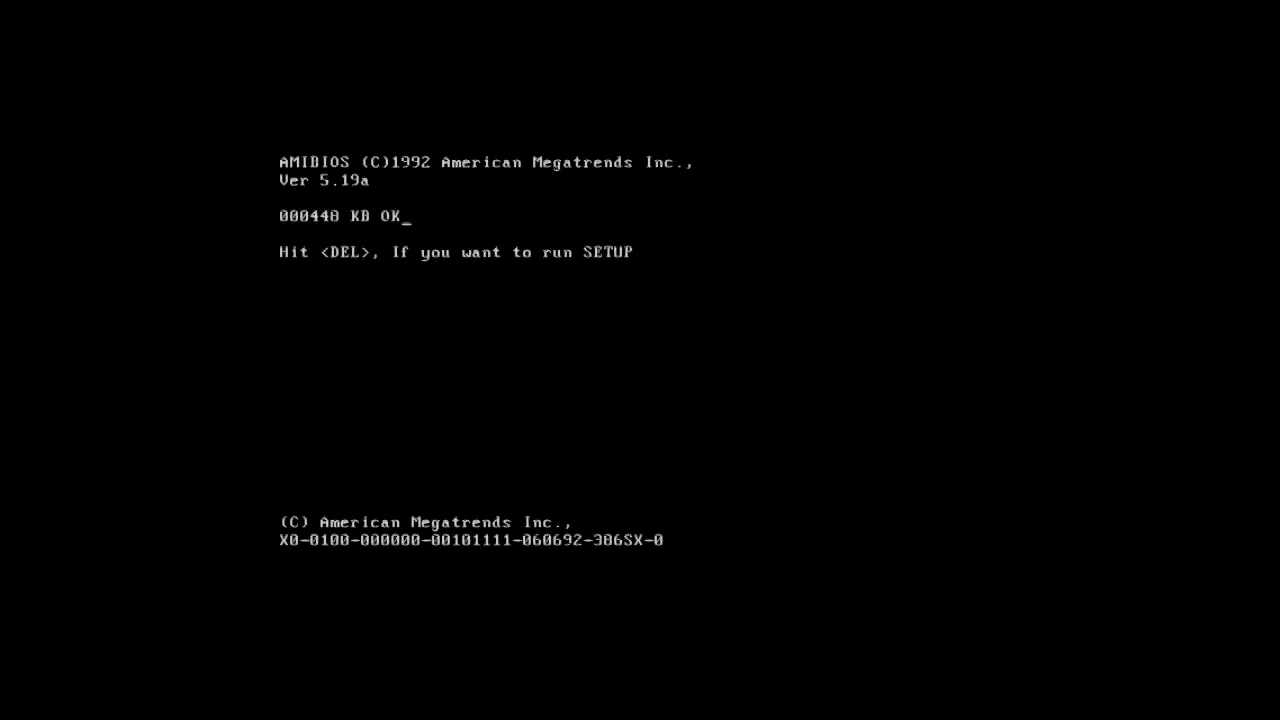 AMIBIOS (C)1992 American Megatrends Inc.,
Ver 5.19a
000448 KB OK_
Hit <DEL>, If you want to run SETUP
(C) American Megatrends Inc.,
X0-0100-000000-00101111-060692-386SX-0